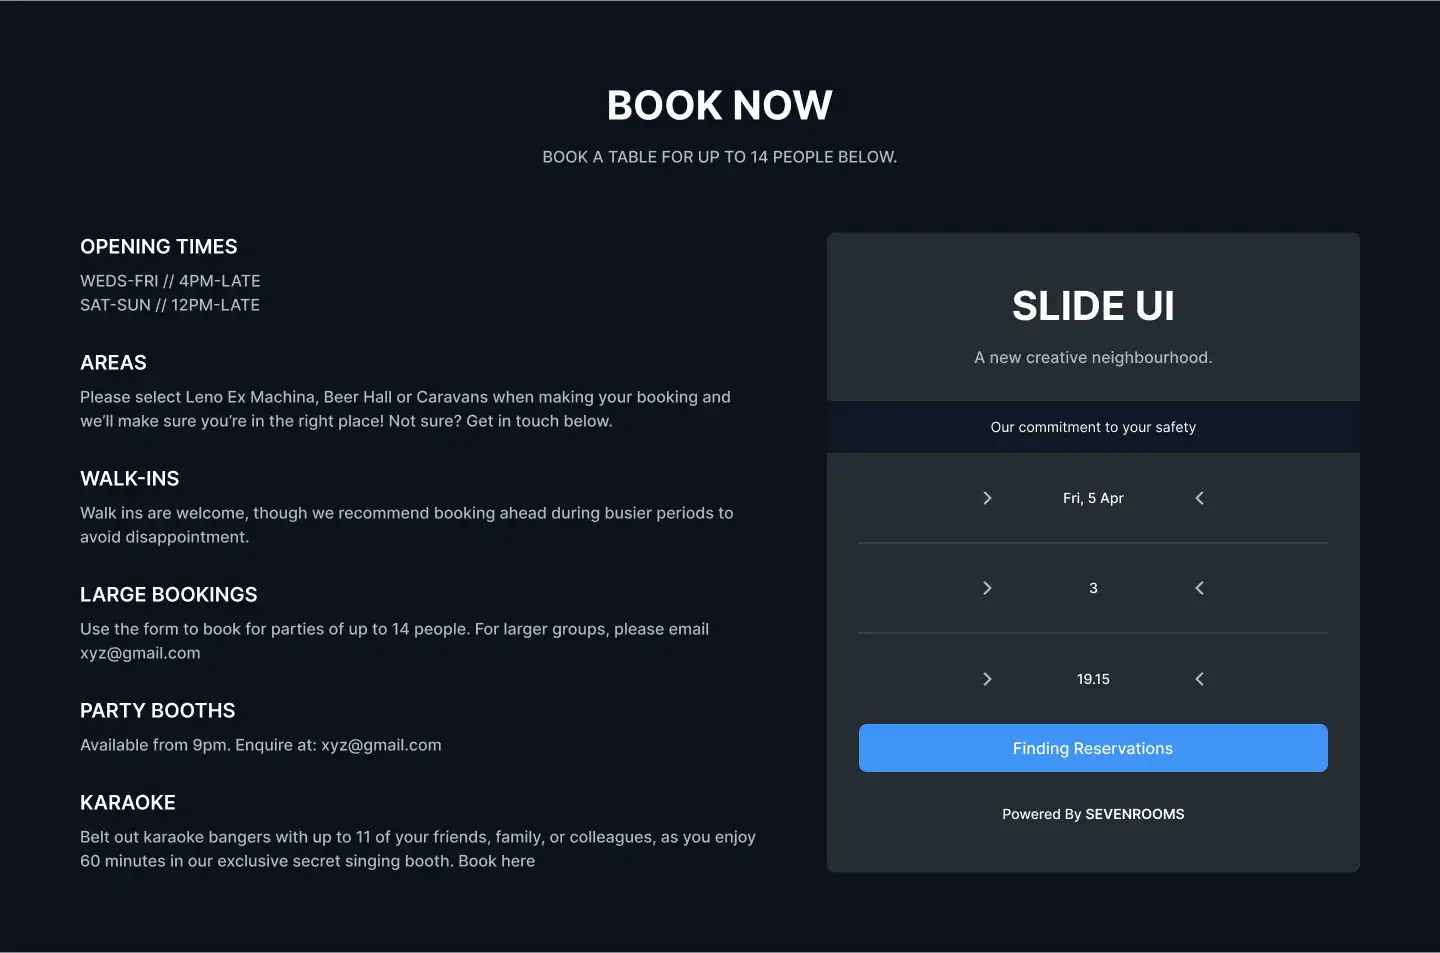 BOOK NOW
BOOK A TABLE FOR UP TO 14 PEOPLE BELOW.
OPENING TIMES
WEDS-FRI // 4PM-LATE
SAT-SUN // 12PM-LATE
AREAS
Please select Leno Ex Machina, Beer Hall or Caravans when making your booking and
we’ll make sure you’re in the right place! Not sure? Get in touch below.
WALK-INS
Walk ins are welcome, though we recommend booking ahead during busier periods to
avoid disappointment.
LARGE BOOKINGS
Use the form to book for parties of up to 14 people. For larger groups, please email
xyz@gmail.com
PARTY BOOTHS
Available from 9pm. Enquire at: xyz@gmail.com
KARAOKE
Belt out karaoke bangers with up to 11 of your friends, family, or colleagues, as you enjoy
60 minutes in our exclusive secret singing booth. Book here
SLIDE UI
A new creative neighbourhood.
Our commitment to your safety
Fri, 5 Apr
3
19.15
Finding Reservations
Powered By SEVENROOMS